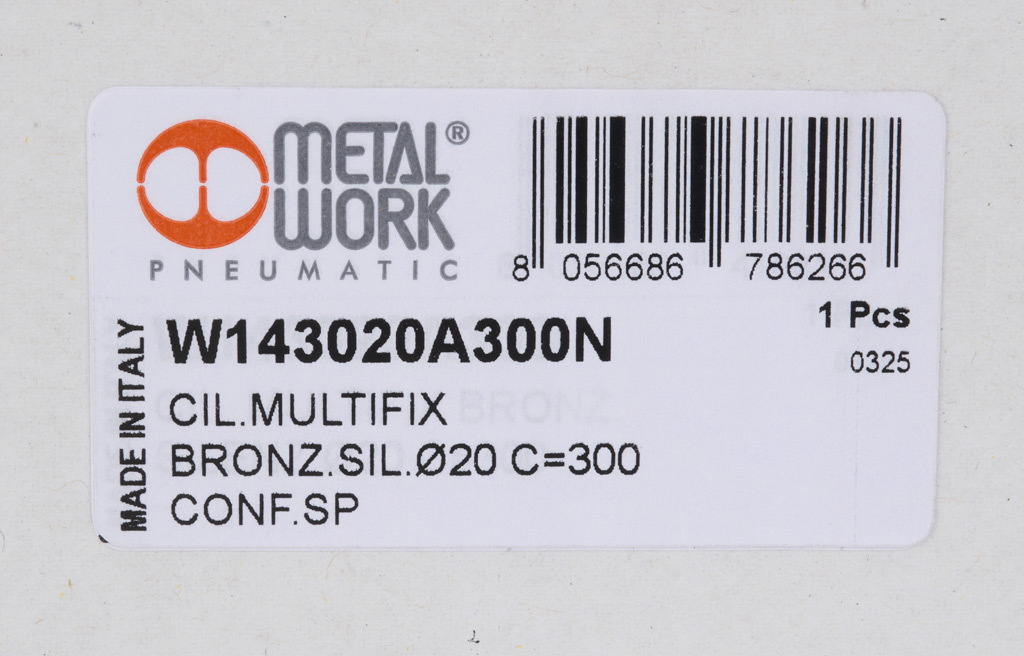 METAL®
WORK
PNEUMATIC
8 056686 786266
1 Pcs
0325
MADE IN ITALY
W143020A300N
CIL.MULTIFIX
BRONZ.SIL.Ø20 C=300
CONF.SP